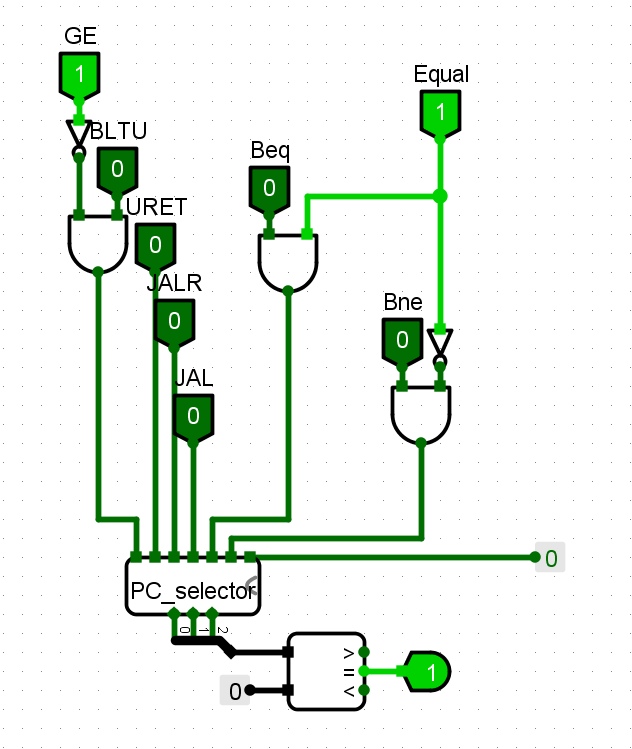 GE
1
Equal
1
BLTU
0
Beq
0
URET
0
JALR
0
Bne
0
JAL
0
0
PC_selector
0 1 2
>
=
<
1
0